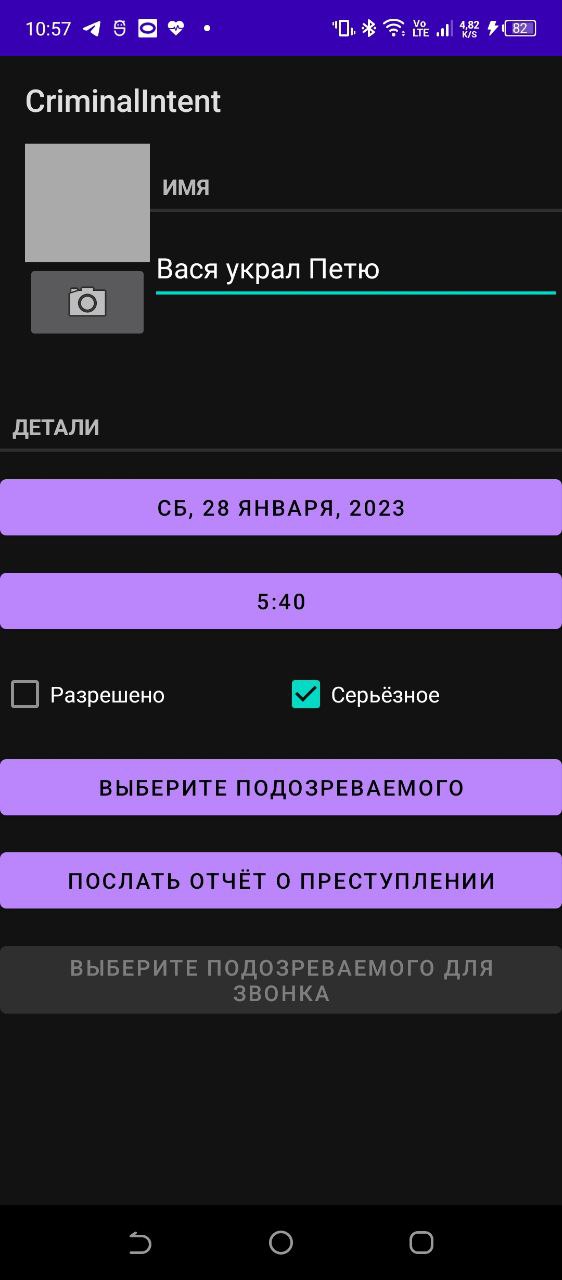 10:57
Vo
LTE
4,82
K/S
82
CriminalIntent
ИМЯ
Вася украл Петю
ДЕТАЛИ
СБ, 28 ЯНВАРЯ, 2023
5:40
Разрешено
Серьёзное
ВЫБЕРИТЕ ПОДОЗРЕВАЕМОГО
ПОСЛАТЬ ОТЧЁТ О ПРЕСТУПЛЕНИИ
ВЫБЕРИТЕ ПОДОЗРЕВАЕМОГО ДЛЯ
ЗВОНКА